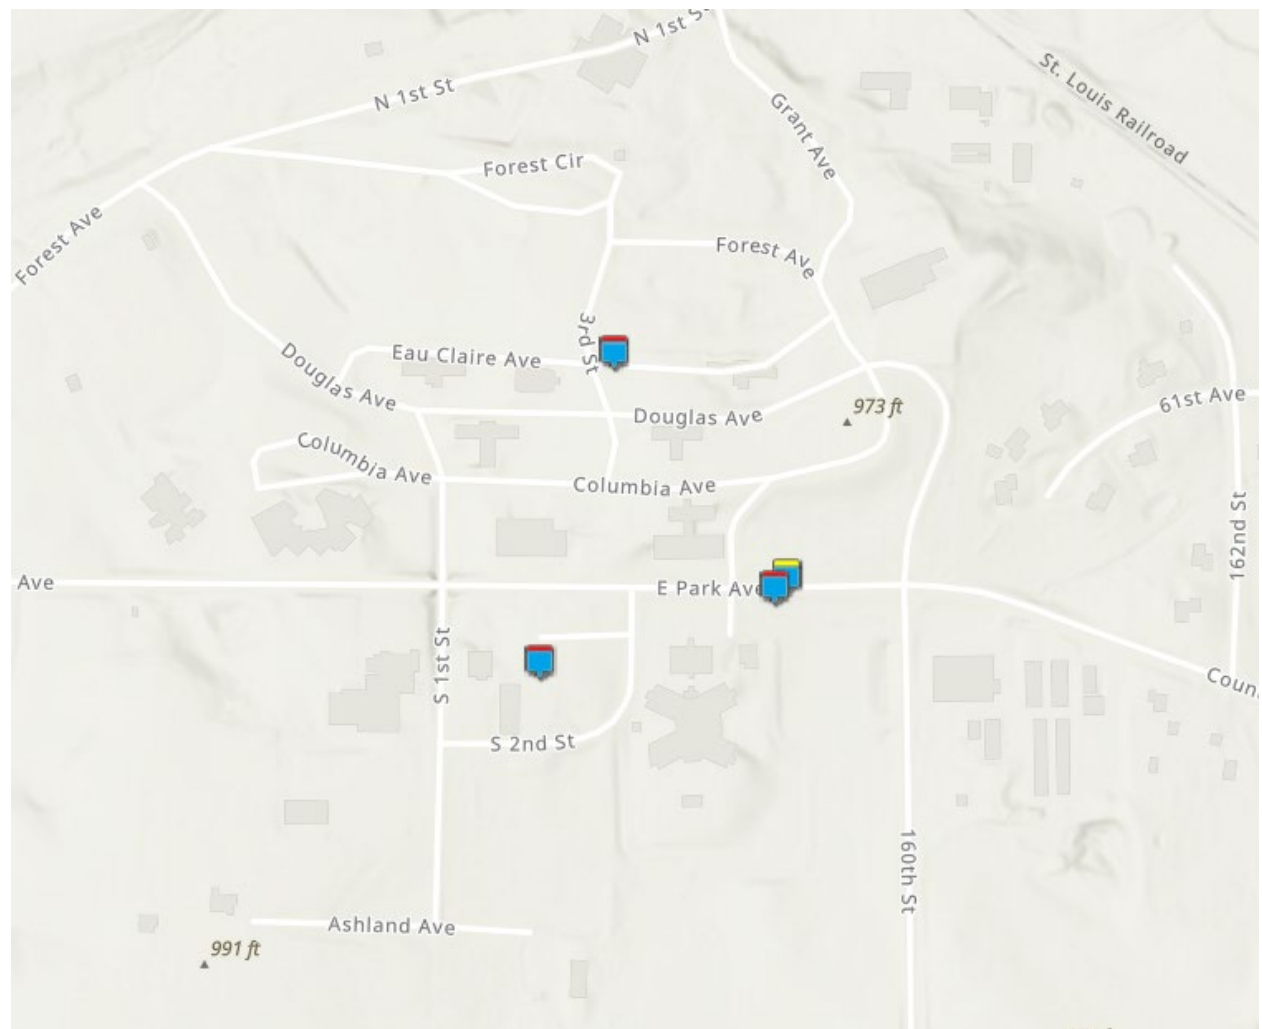 N 1st S
N 1st St
St. Louis Railroad
Grant Ave
Forest Cir
Forest Ave
Forest Ave
3rd St
Eau Claire Ave
Douglas Ave
61st Ave
973 ft
Douglas Ave
Columbia Ave
Columbia Ave
162nd St
Ave
E Park Ave
S 1st St
Coun
S 2nd St
160th St
Ashland Ave
991 ft